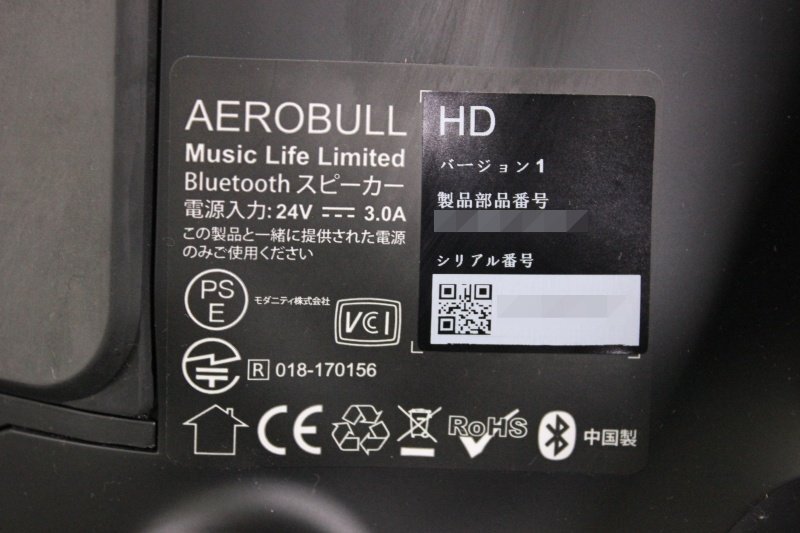 AEROBULL
Music Life Limited
Bluetooth スピーカー
電源入力: 24V 3.0A
この製品と一緒に提供された電源
のみご使用ください
PS
E
モダニティ株式会社
VCI
R 018-170156
CE
RoHS
中国製
HD
バージョン 1
製品部品番号
シリアル番号